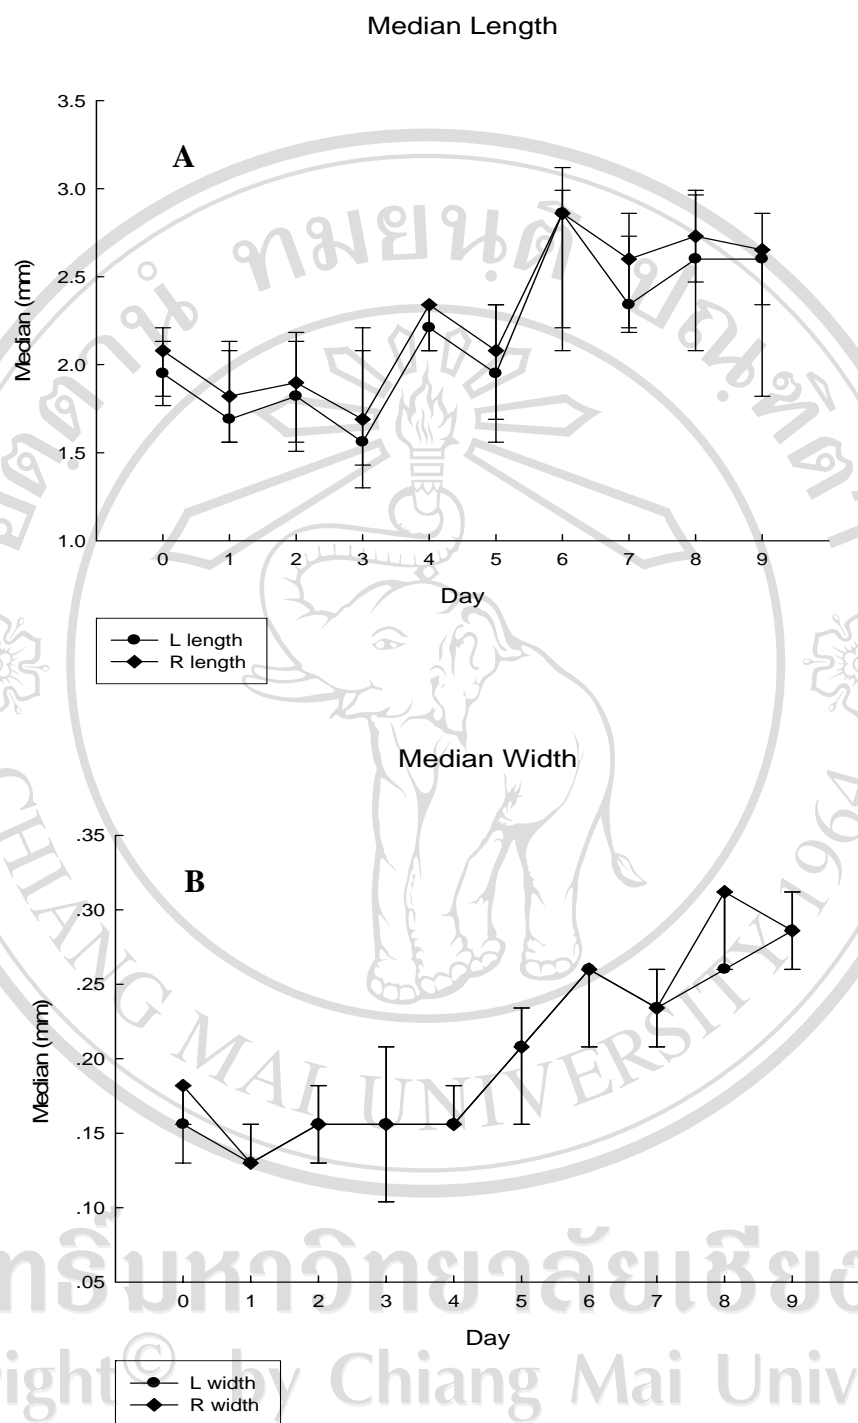 Median Length
A
3.5
3.0
2.5
2.0
1.5
1.0
Median (mm)
0 1 2 3 4 5 6 7 8 9
Day
L length
R length
Median Width
B
.35
.30
.25
.20
.15
.10
.05
Median (mm)
0 1 2 3 4 5 6 7 8 9
Day
L width
R width
CHIANG MAI UNIVERSITY 1964
© by Chiang Mai